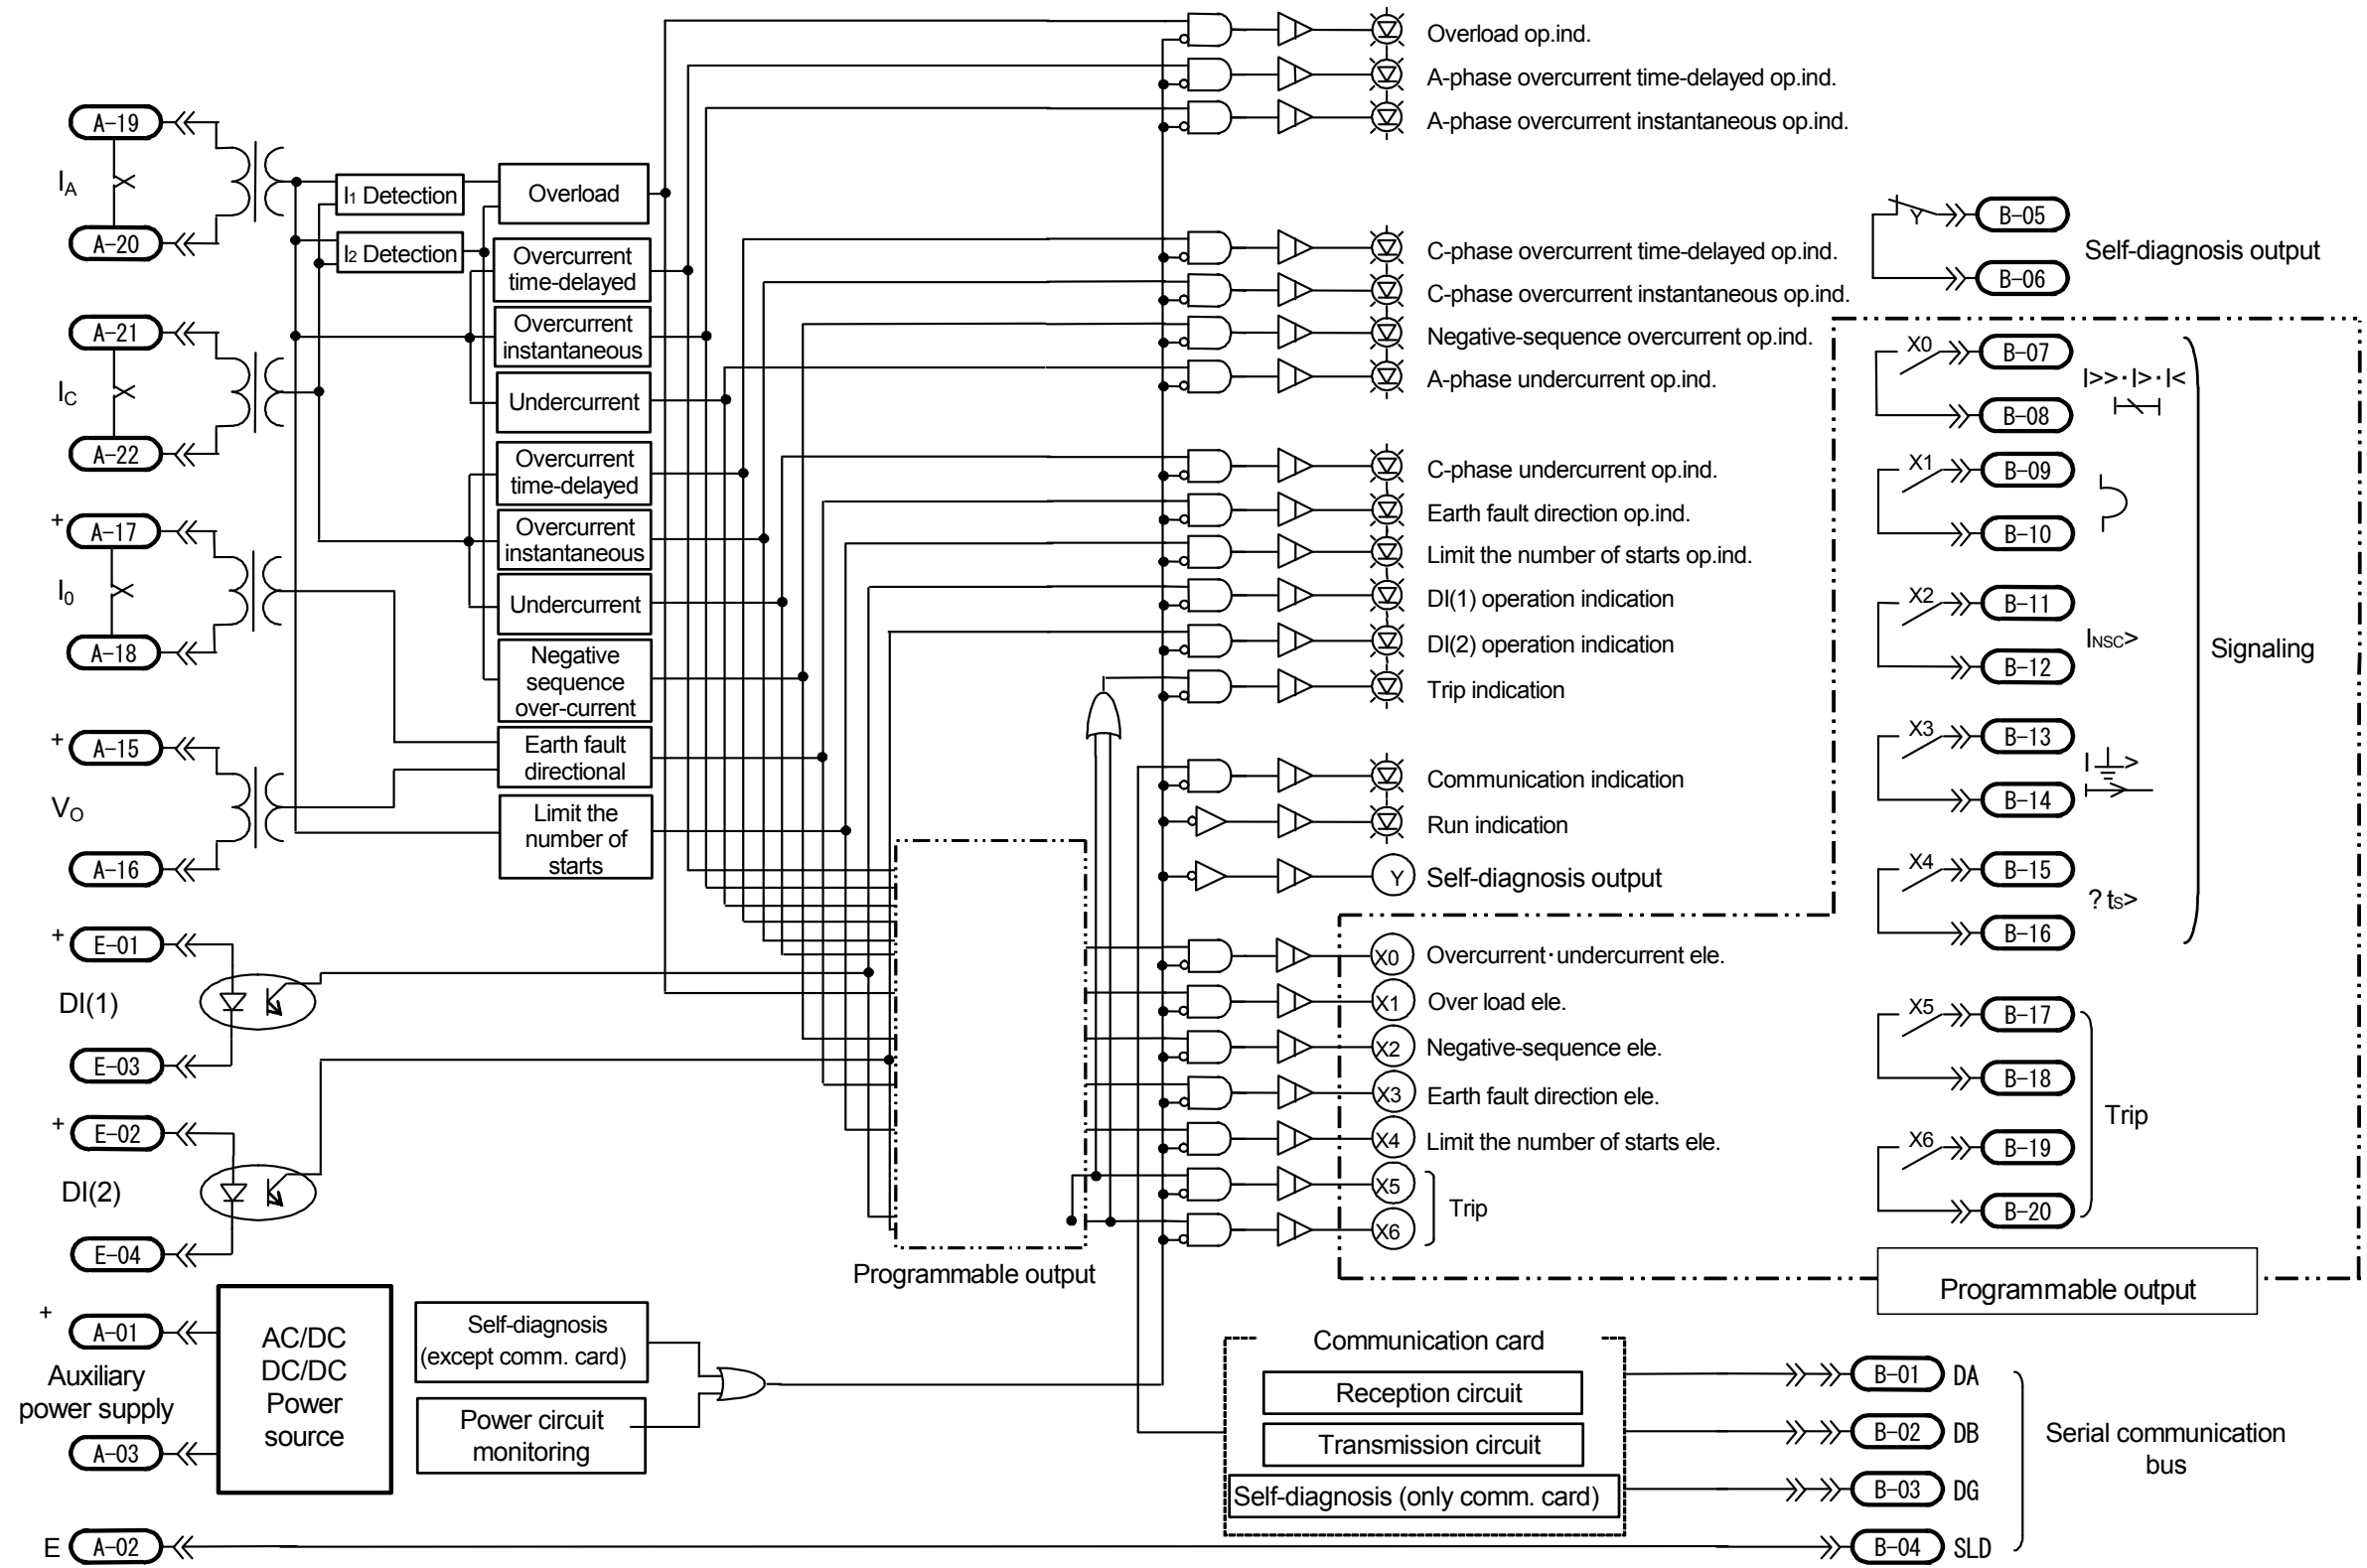 Overload op.ind.
A-phase overcurrent time-delayed op.ind.
A-phase overcurrent instantaneous op.ind.
A-19
IA
A-20
I1 Detection
I2 Detection
Overload
Overcurrent
time-delayed
Overcurrent
instantaneous
Undercurrent
C-phase overcurrent time-delayed op.ind.
C-phase overcurrent instantaneous op.ind.
Negative-sequence overcurrent op.ind.
A-phase undercurrent op.ind.
Y
B-05
B-06
Self-diagnosis output
A-21
IC
A-22
Overcurrent
time-delayed
Overcurrent
instantaneous
Undercurrent
Negative
sequence
over-current
C-phase undercurrent op.ind.
Earth fault direction op.ind.
Limit the number of starts op.ind.
DI(1) operation indication
DI(2) operation indication
Trip indication
+
A-17
I0
A-18
+
A-15
VO
A-16
Earth fault
directional
Limit the
number of
starts
Communication indication
Run indication
Y
Self-diagnosis output
X0
B-07
B-08
I>>·I>·I<
X1
B-09
B-10
X2
B-11
B-12
INSC>
X3
B-13
B-14
I >
X4
B-15
B-16
? ts>
Signaling
+
E-01
DI(1)
E-03
+
E-02
DI(2)
E-04
Programmable output
X0
Overcurrent·undercurrent ele.
X1
Over load ele.
X2
Negative-sequence ele.
X3
Earth fault direction ele.
X4
Limit the number of starts ele.
X5
X6
Trip
X5
B-17
B-18
X6
B-19
B-20
Trip
Programmable output
+
A-01
Auxiliary
power supply
A-03
AC/DC
DC/DC
Power
source
Self-diagnosis
(except comm. card)
Power circuit
monitoring
Communication card
Reception circuit
Transmission circuit
Self-diagnosis (only comm. card)
B-01 DA
B-02 DB
B-03 DG
B-04 SLD
Serial communication
bus
E
A-02